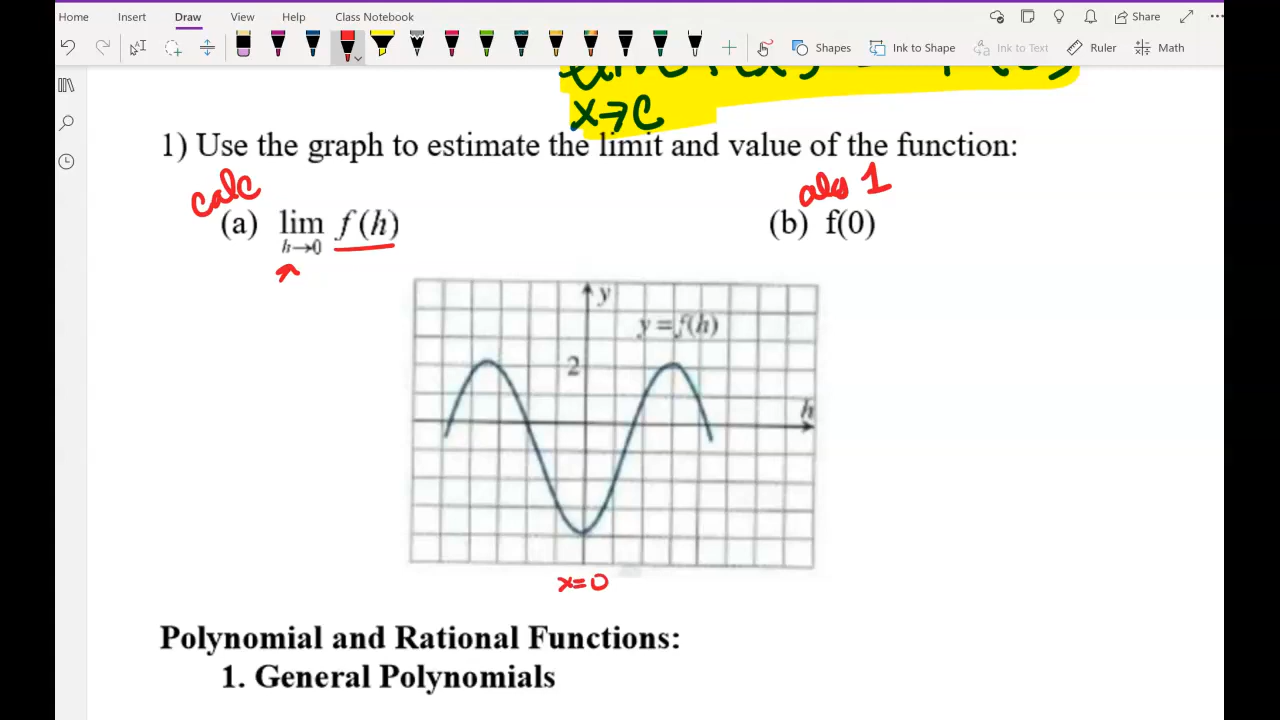 Home Insert Draw View Help Class Notebook Share
Shapes Ink to Shape Ink to Text Ruler Math
x→c
1) Use the graph to estimate the limit and value of the function:
calc
(a) lim f(h)
h→0
alg 1
(b) f(0)
y
y = f(h)
2
h
x=0
Polynomial and Rational Functions:
1. General Polynomials